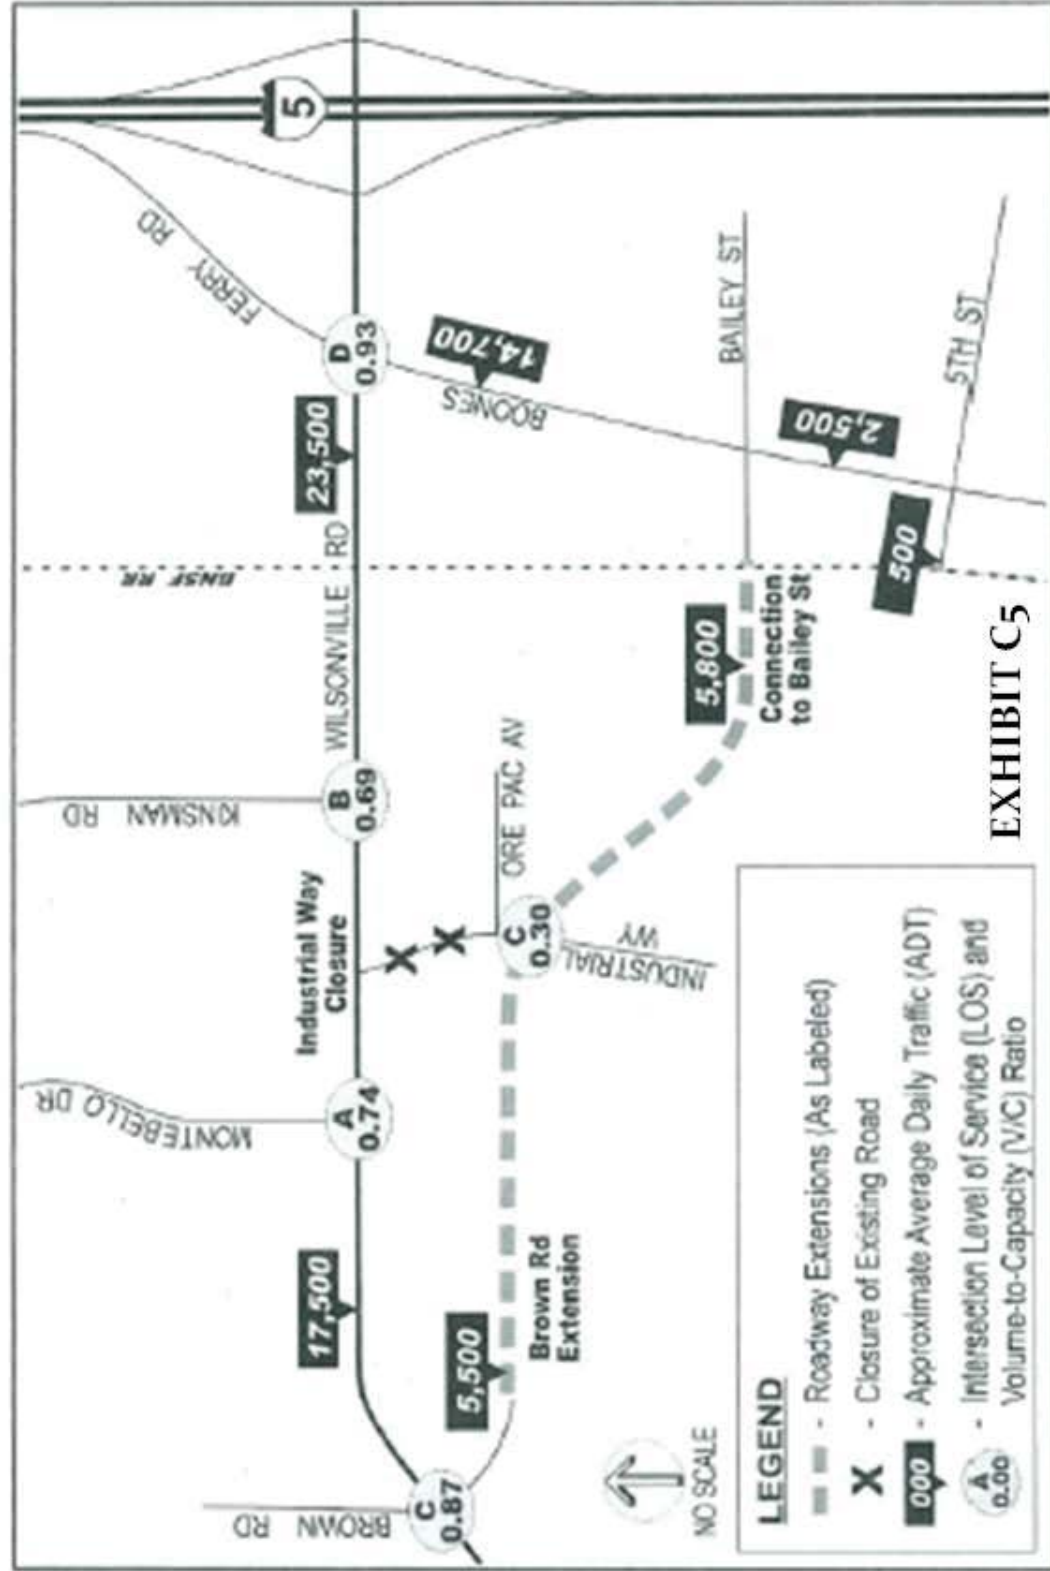 5
FERRY RD
D
0.93
23,500
14,700
BOONES
BAILEY ST
2,500
5TH ST
500
BNSF RR
WILSONVILLE RD
5,800
Connection
to Bailey St
KINSMAN RD
B
0.69
Industrial Way
Closure
ORE PAC AV
C
0.30
INDUSTRIAL
WY
MONTEBELLO DR
A
0.74
17,500
5,500
Brown Rd
Extension
BROWN RD
C
0.87
NO SCALE
LEGEND
- Roadway Extensions (As Labeled)
X - Closure of Existing Road
000 - Approximate Average Daily Traffic (ADT)
A
0.00
- Intersection Level of Service (LOS) and
Volume-to-Capacity (V/C) Ratio
EXHIBIT C5